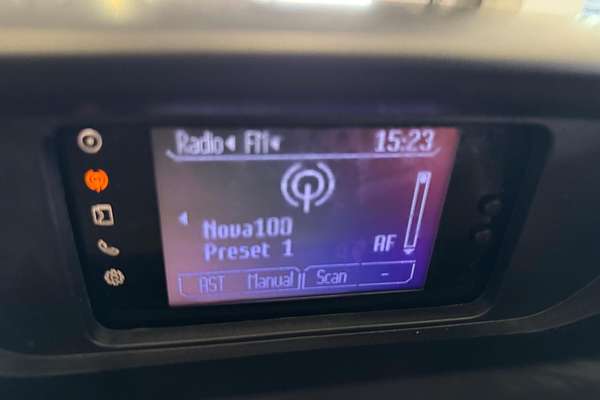 Radio FM 15:23
Nova100
Preset 1 AF
AST Manual Scan -